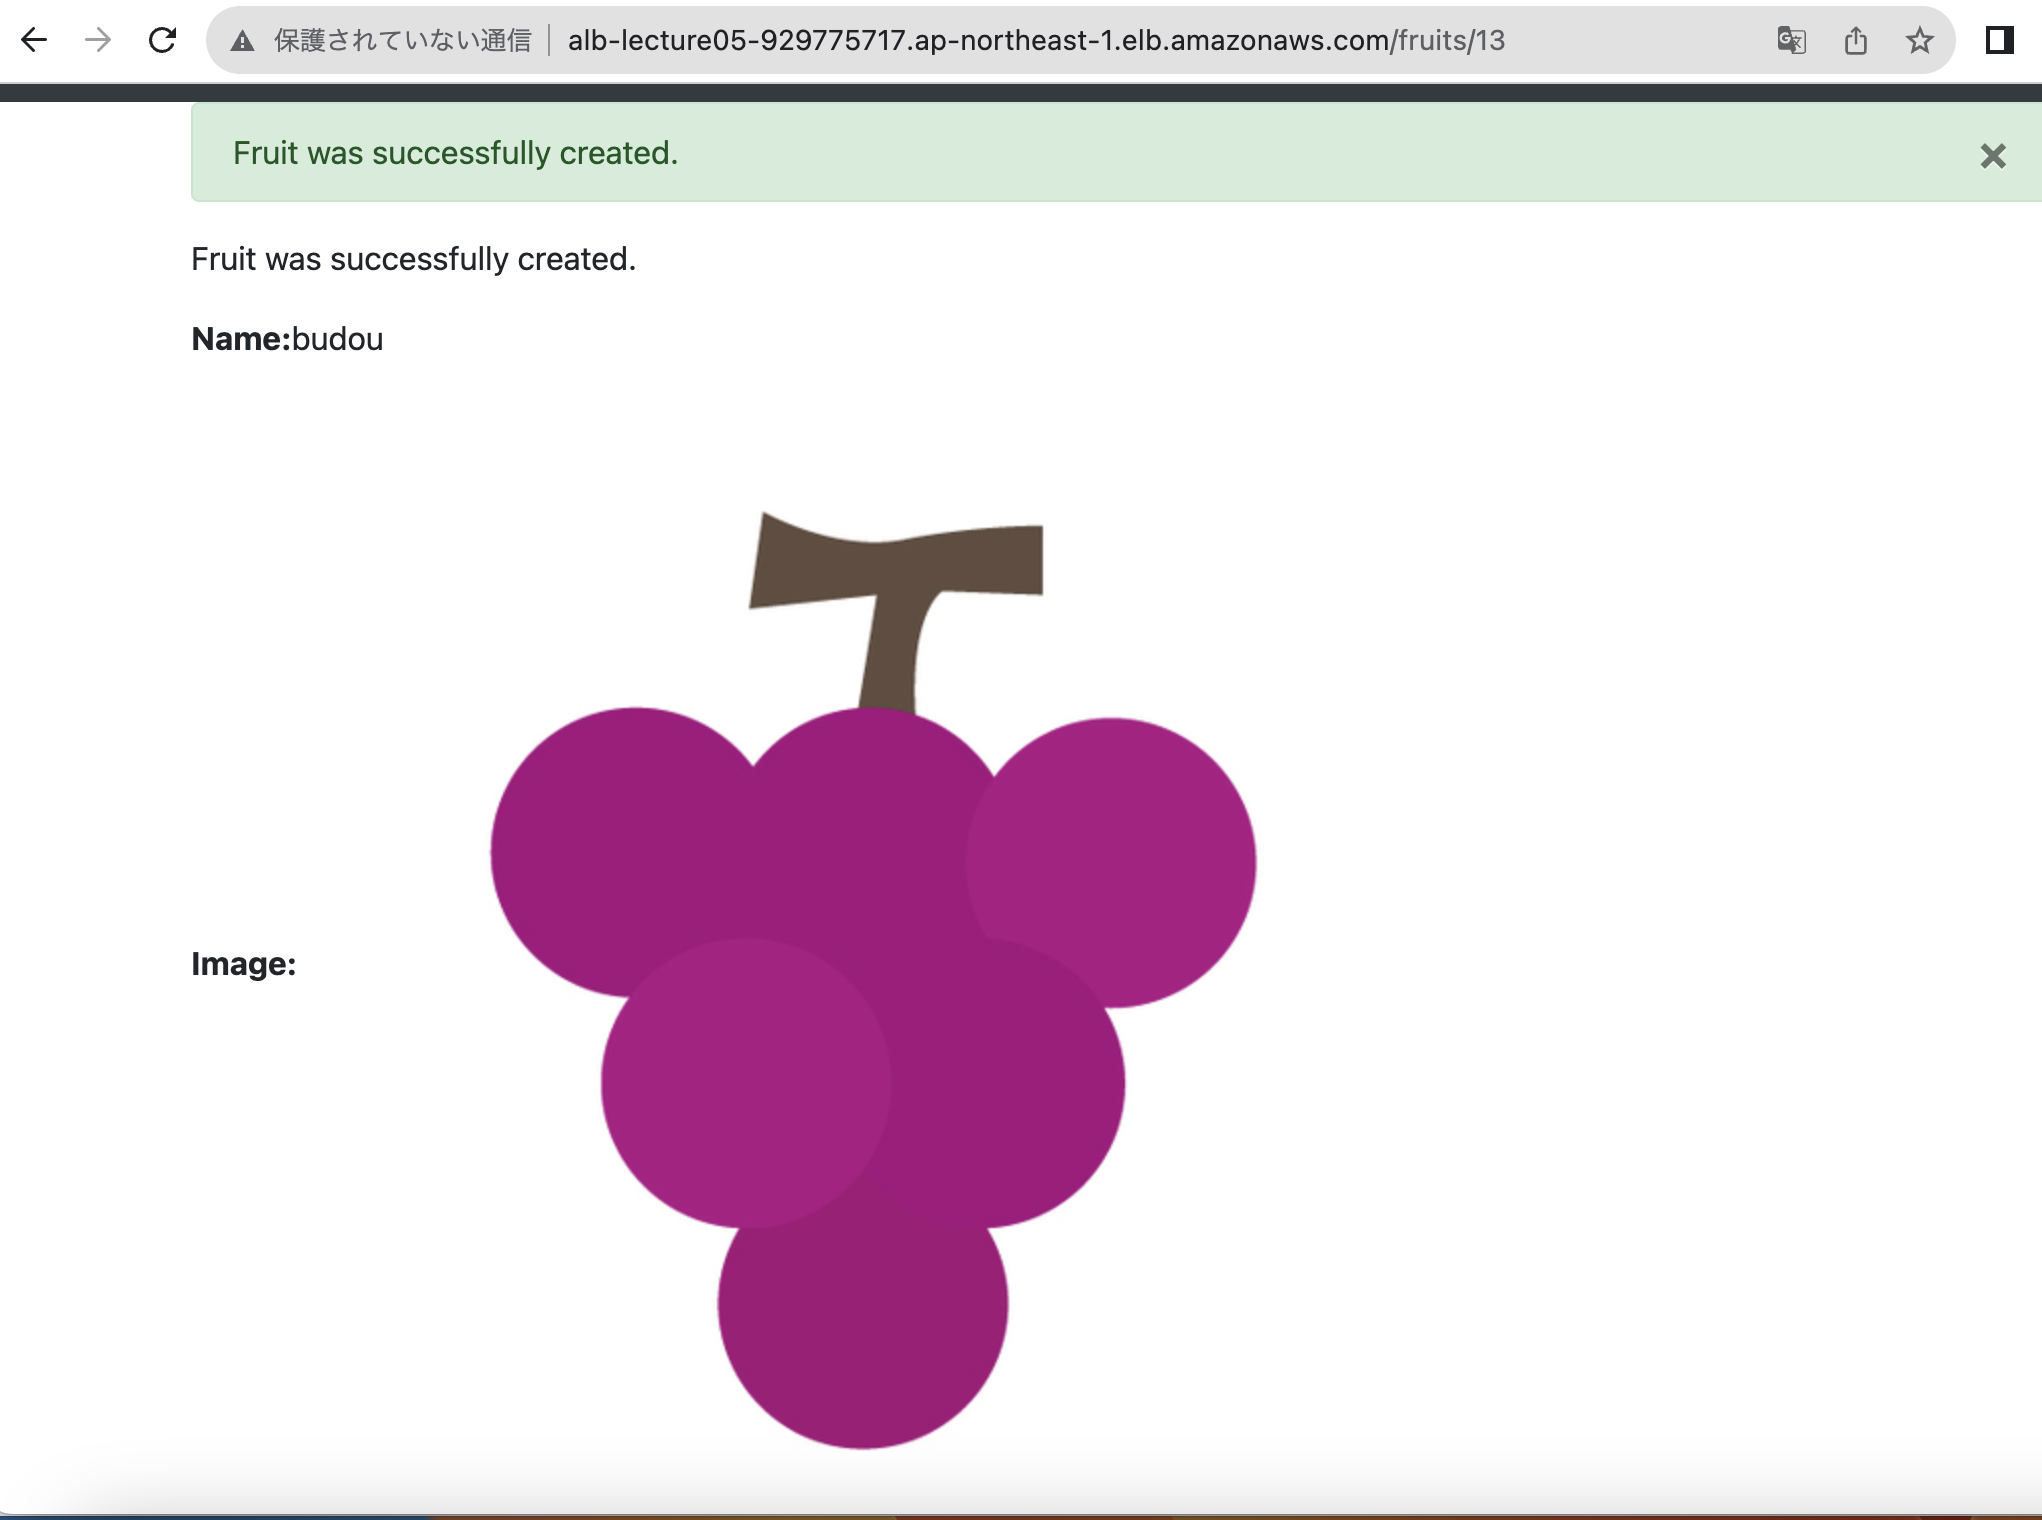 保護されていない通信 alb-lecture05-929775717.ap-northeast-1.elb.amazonaws.com/fruits/13
Fruit was successfully created.
Fruit was successfully created.
Name:budou
Image: